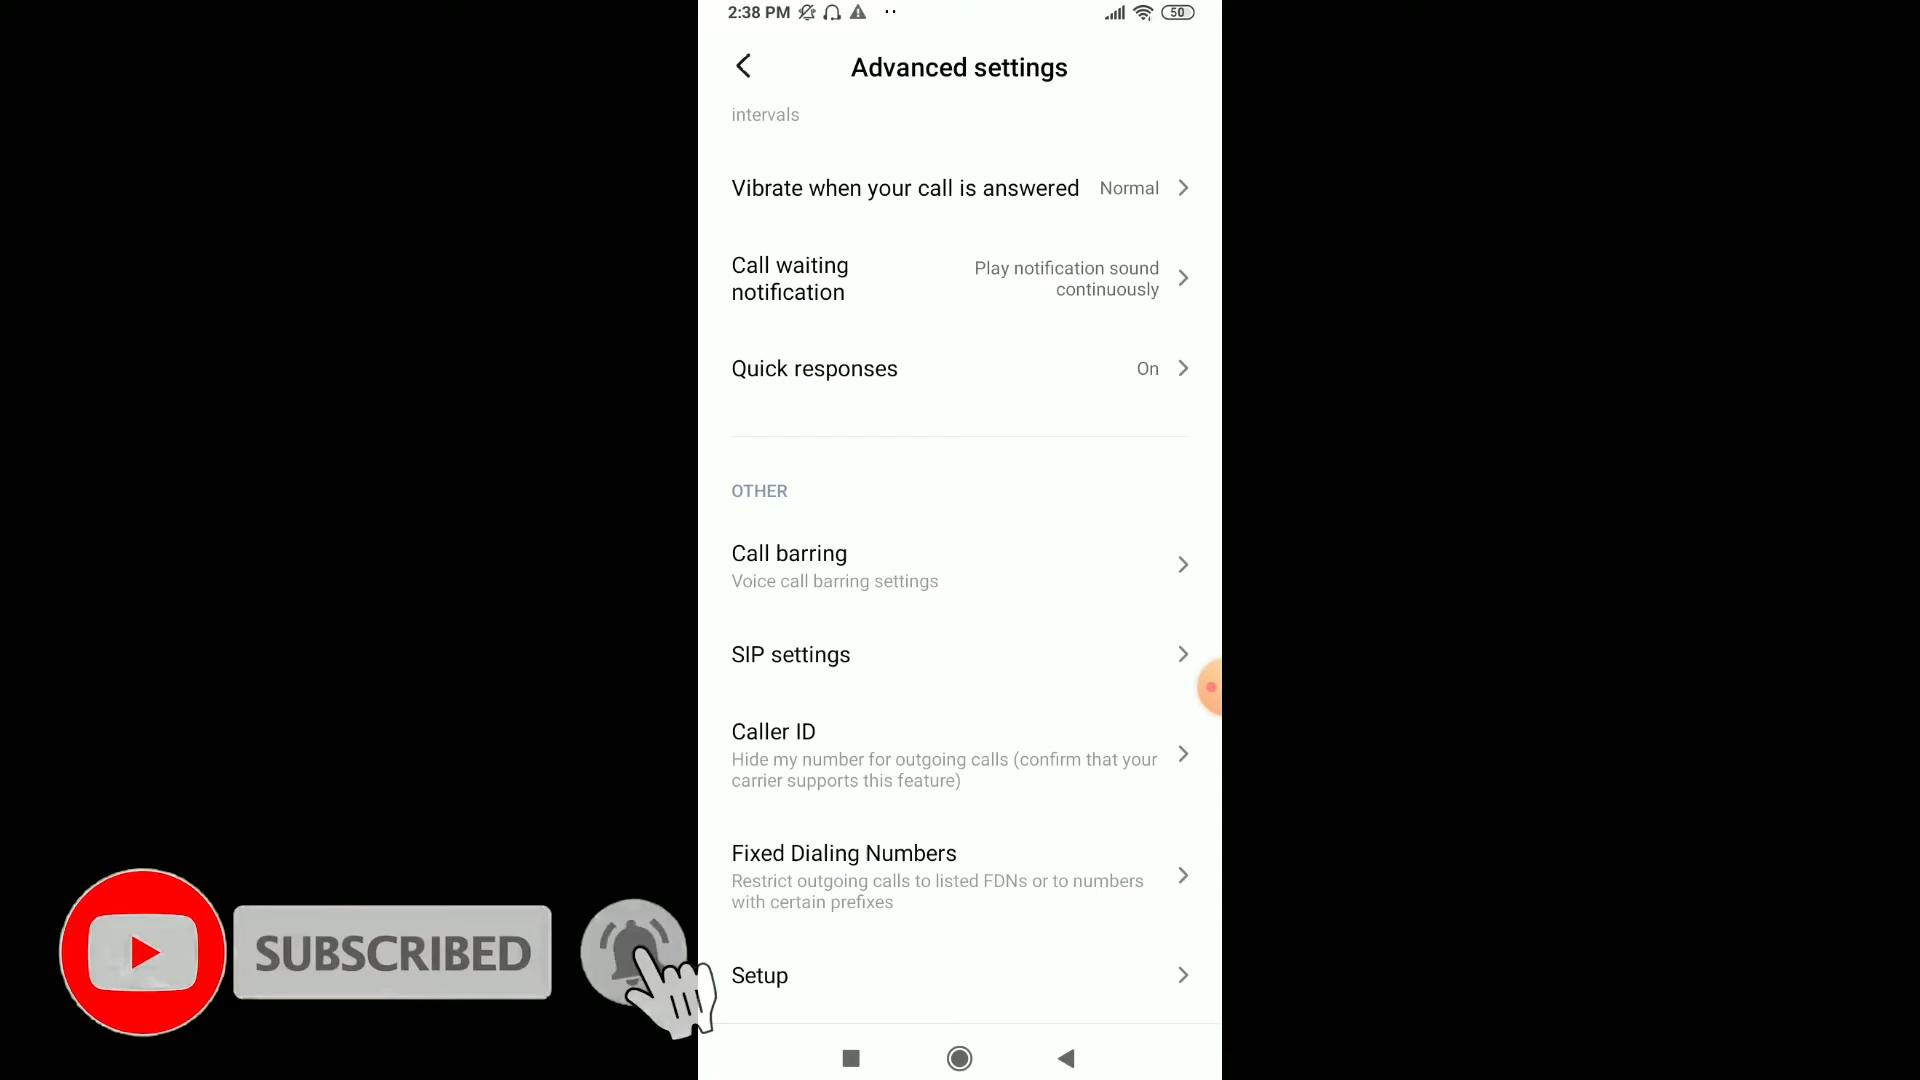 2:38 PM
50
Advanced settings
intervals
Vibrate when your call is answered Normal
Call waiting
notification
Play notification sound
continuously
Quick responses On
OTHER
Call barring
Voice call barring settings
SIP settings
Caller ID
Hide my number for outgoing calls (confirm that your
carrier supports this feature)
Fixed Dialing Numbers
Restrict outgoing calls to listed FDNs or to numbers
with certain prefixes
Setup
SUBSCRIBED